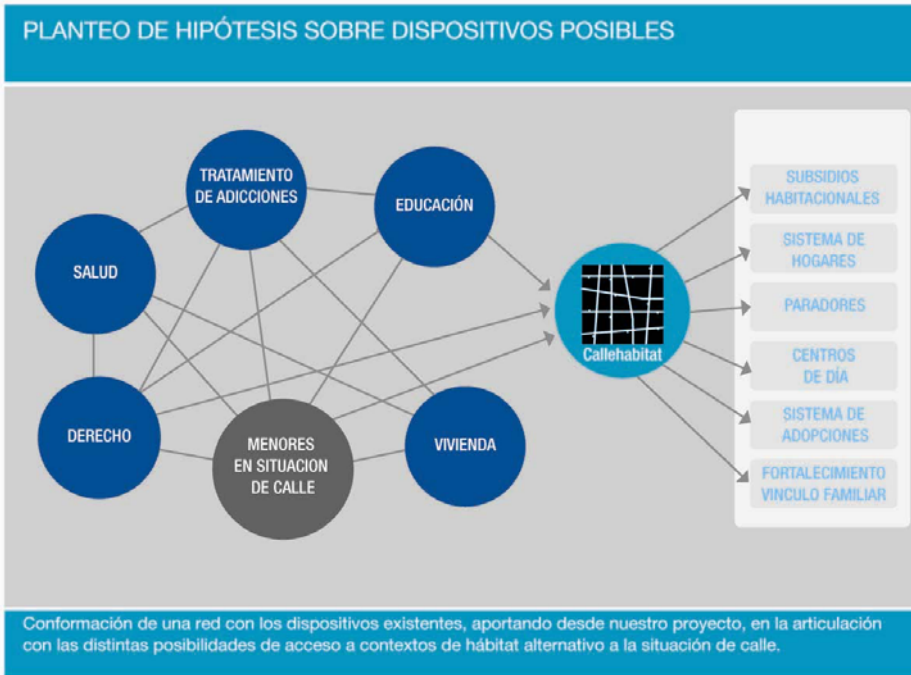 PLANTEO DE HIPÓTESIS SOBRE DISPOSITIVOS POSIBLES
TRATAMIENTO
DE ADICCIONES
EDUCACIÓN
SALUD
DERECHO
MENORES
EN SITUACION
DE CALLE
VIVIENDA
Callehabitat
SUBSIDIOS
HABITACIONALES
SISTEMA DE
HOGARES
PARADORES
CENTROS
DE DÍA
SISTEMA DE
ADOPCIONES
FORTALECIMIENTO
VINCULO FAMILIAR
Conformación de una red con los dispositivos existentes, aportando desde nuestro proyecto, en la articulación
con las distintas posibilidades de acceso a contextos de hábitat alternativo a la situación de calle.